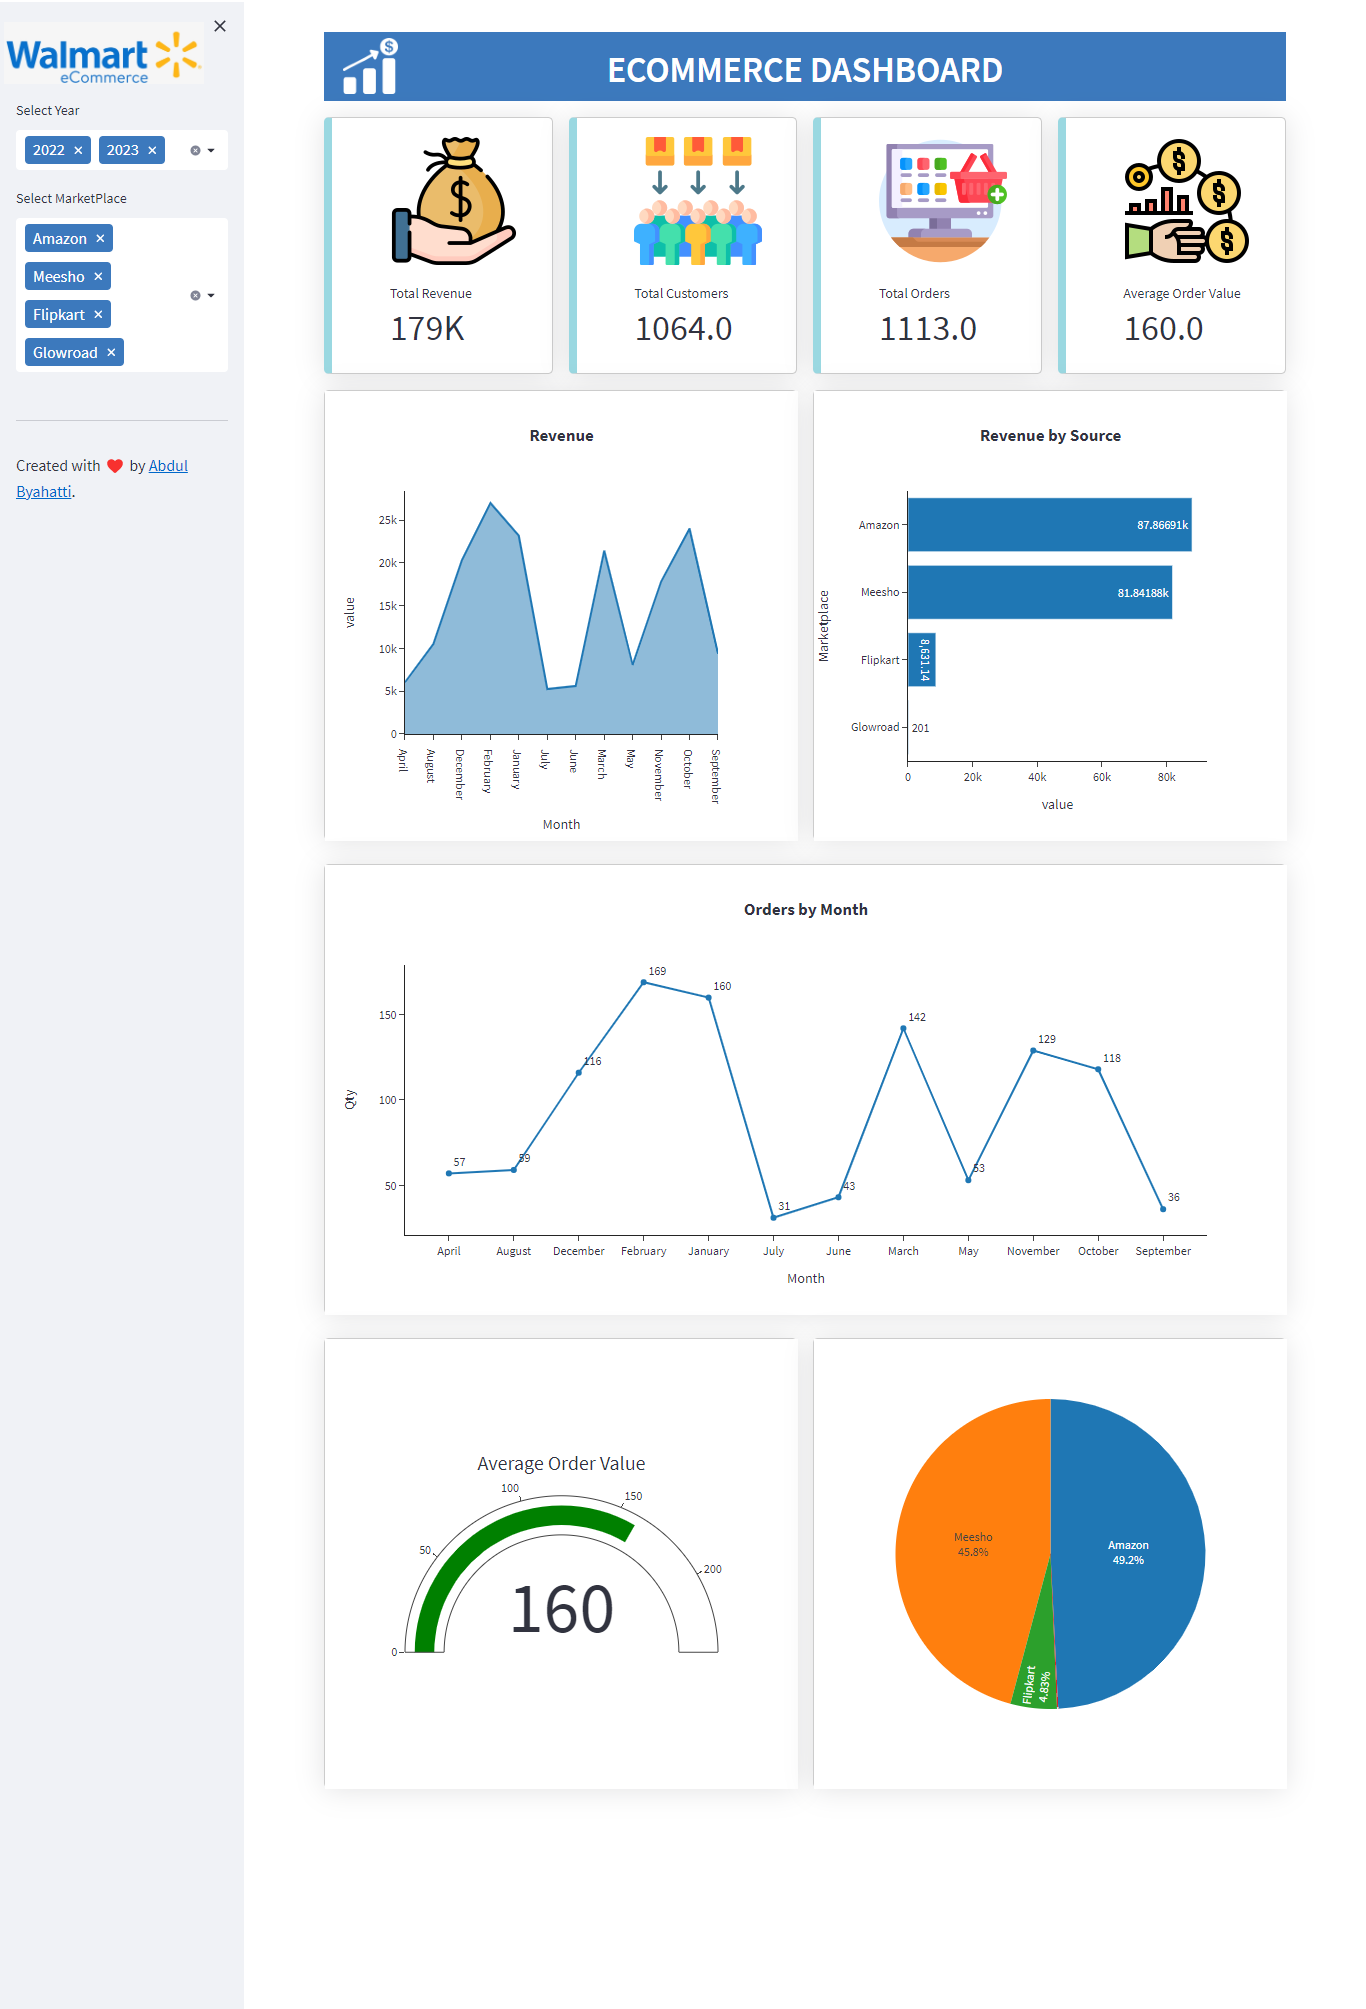 Walmart
eCommerce
Select Year
2022 × 2023 ×
Select MarketPlace
Amazon ×
Meesho ×
Flipkart ×
Glowroad ×
Created with ❤ by Abdul
Byahatti.
$
ECOMMERCE DASHBOARD
$
Total Revenue
179K
Total Customers
1064.0
Total Orders
1113.0
$
$
$
Average Order Value
160.0
Revenue
25k
20k
15k
10k
5k
0
value
April
August
December
February
January
July
June
March
May
November
October
September
Month
Revenue by Source
Marketplace
Amazon
87.86691k
Meesho
81.84188k
Flipkart
8,631.14
Glowroad
201
0 20k 40k 60k 80k
value
Orders by Month
150
100
50
Qty
57
59
116
169
160
31
43
142
53
129
118
36
April August December February January July June March May November October September
Month
Average Order Value
0
50
100
150
200
160
Meesho
45.8%
Amazon
49.2%
Flipkart
4.83%